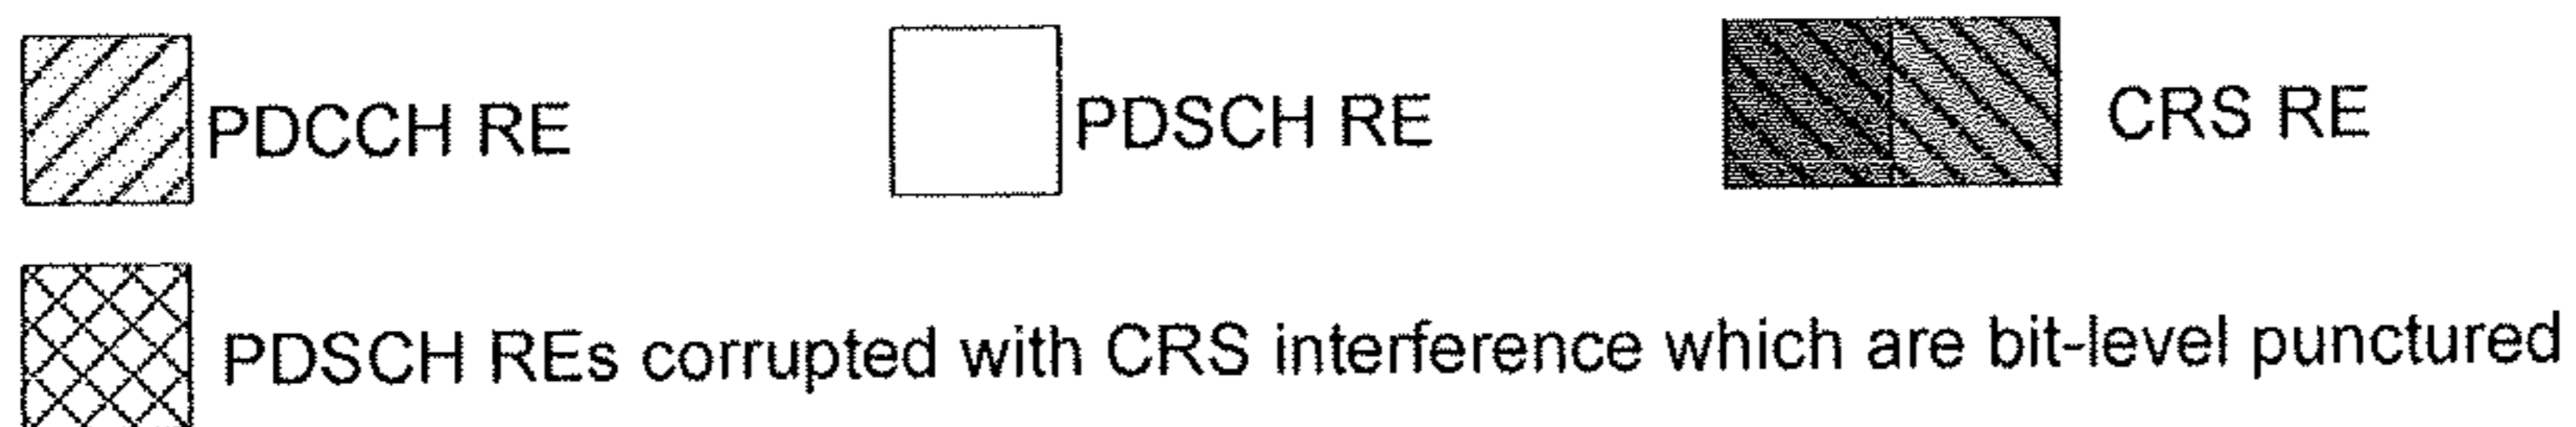 PDCCH RE PDSCH RE CRS RE
PDSCH REs corrupted with CRS interference which are bit-level punctured